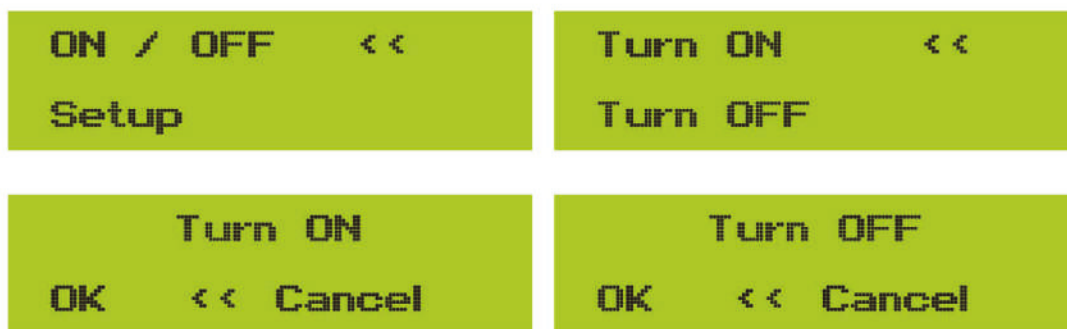 ON / OFF <<
Setup
Turn ON <<
Turn OFF
Turn ON
OK << Cancel
Turn OFF
OK << Cancel